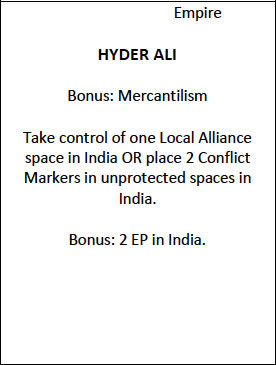 Empire
HYDER ALI
Bonus: Mercantilism
Take control of one Local Alliance
space in India OR place 2 Conflict
Markers in unprotected spaces in
India.
Bonus: 2 EP in India.